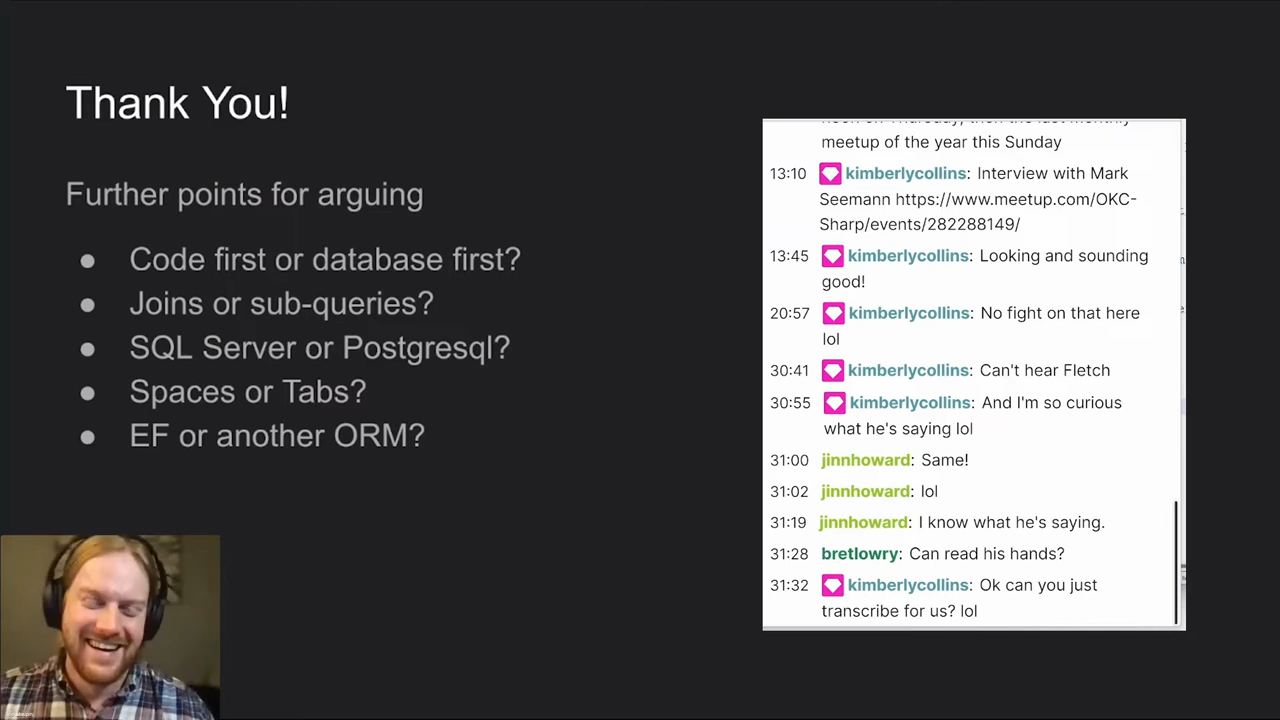 Thank You!
Further points for arguing
● Code first or database first?
● Joins or sub-queries?
● SQL Server or Postgresql?
● Spaces or Tabs?
● EF or another ORM?
meetup of the year this Sunday
13:10 kimberlycollins: Interview with Mark
Seemann https://www.meetup.com/OKC-
Sharp/events/282288149/
13:45 kimberlycollins: Looking and sounding
good!
20:57 kimberlycollins: No fight on that here
lol
30:41 kimberlycollins: Can't hear Fletch
30:55 kimberlycollins: And I'm so curious
what he's saying lol
31:00 jinnhoward: Same!
31:02 jinnhoward: lol
31:19 jinnhoward: I know what he's saying.
31:28 bretlowry: Can read his hands?
31:32 kimberlycollins: Ok can you just
transcribe for us? lol